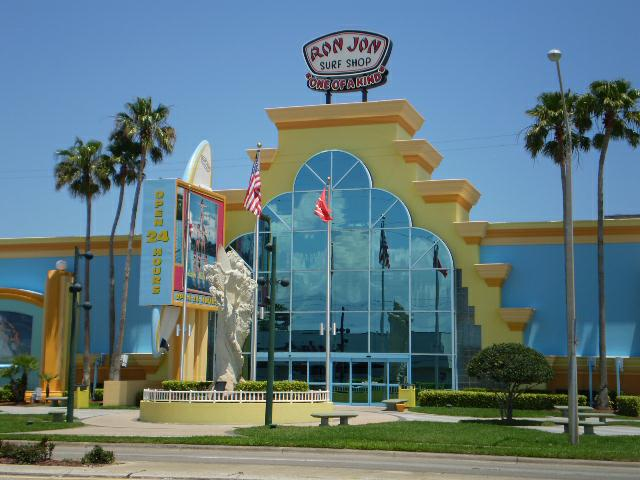 RON JON
SURF SHOP
"ONE OF A KIND"
OPEN
24
HOURS